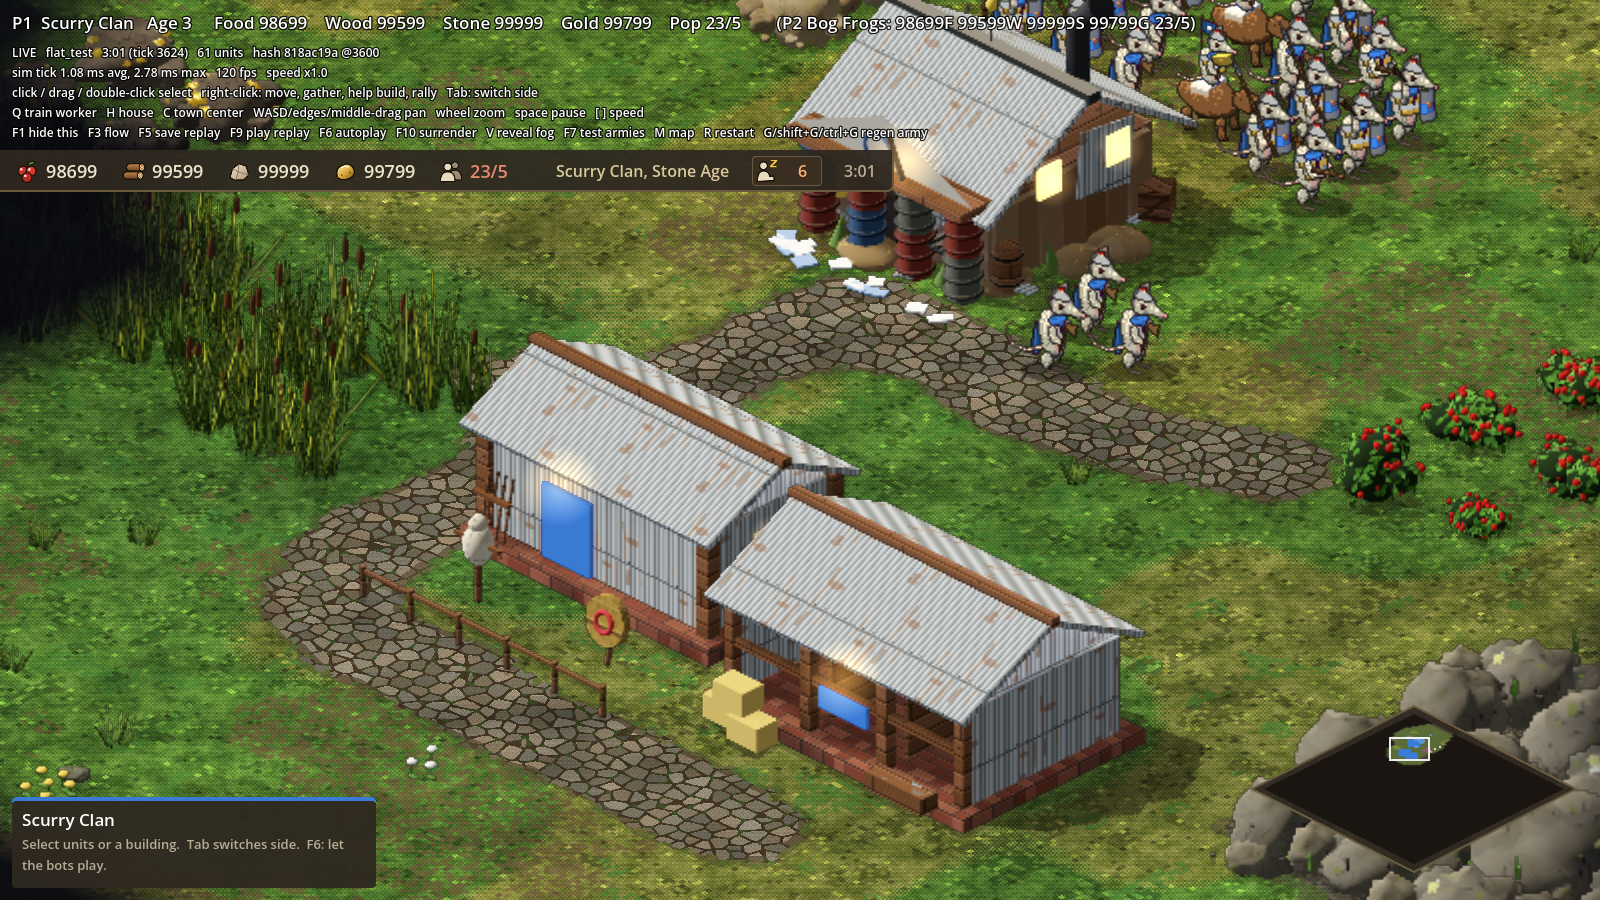 P1 Scurry Clan Age 3 Food 98699 Wood 99599 Stone 99999 Gold 99799 Pop 23/5 (P2 Bog Frogs: 98699F 99599W 99999S 99799G 23/5)
LIVE flat_test 3:01 (tick 3624) 61 units hash 818ac19a @3600
sim tick 1.08 ms avg, 2.78 ms max 120 fps speed x1.0
click / drag / double-click select right-click: move, gather, help build, rally Tab: switch side
Q train worker H house C town center WASD/edges/middle-drag pan wheel zoom space pause [ ] speed
F1 hide this F3 flow F5 save replay F9 play replay F6 autoplay F10 surrender V reveal fog F7 test armies M map R restart G/shift+G/ctrl+G regen army
98699 99599 99999 99799 23/5 Scurry Clan, Stone Age z 6 3:01
Scurry Clan
Select units or a building. Tab switches side. F6: let
the bots play.